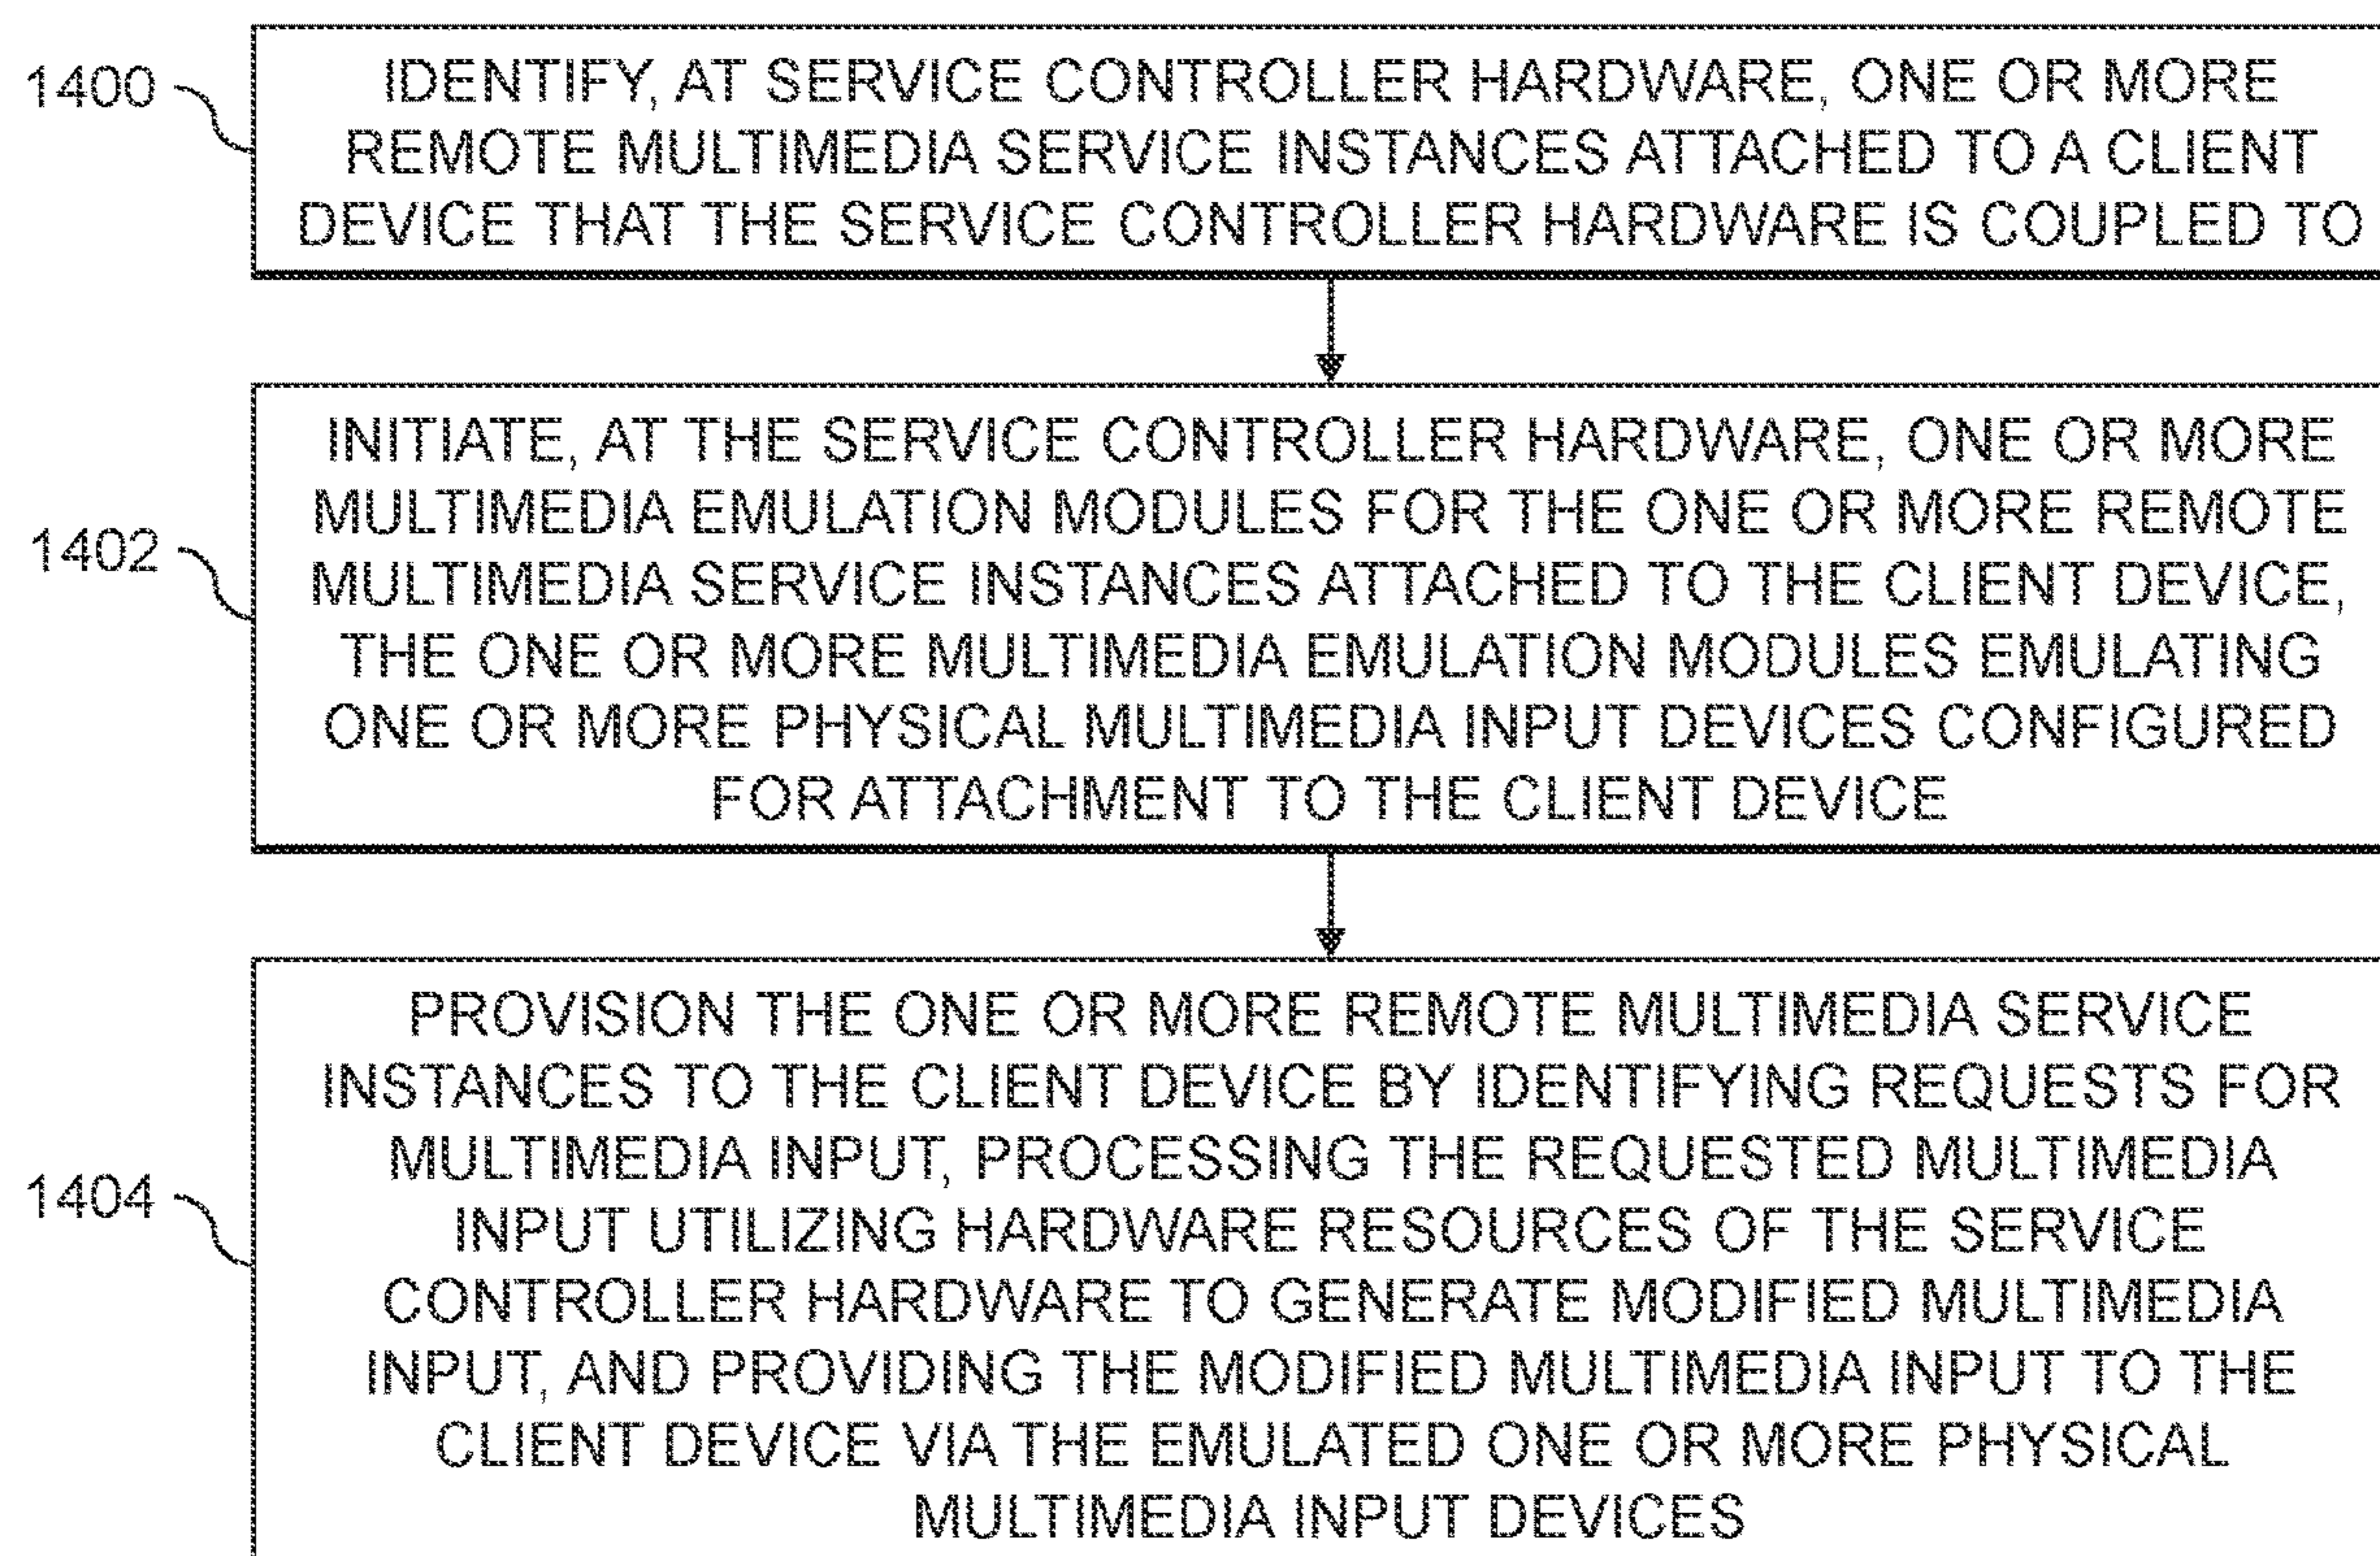 1400
IDENTIFY, AT SERVICE CONTROLLER HARDWARE, ONE OR MORE
REMOTE MULTIMEDIA SERVICE INSTANCES ATTACHED TO A CLIENT
DEVICE THAT THE SERVICE CONTROLLER HARDWARE IS COUPLED TO
1402
INITIATE, AT THE SERVICE CONTROLLER HARDWARE, ONE OR MORE
MULTIMEDIA EMULATION MODULES FOR THE ONE OR MORE REMOTE
MULTIMEDIA SERVICE INSTANCES ATTACHED TO THE CLIENT DEVICE,
THE ONE OR MORE MULTIMEDIA EMULATION MODULES EMULATING
ONE OR MORE PHYSICAL MULTIMEDIA INPUT DEVICES CONFIGURED
FOR ATTACHMENT TO THE CLIENT DEVICE
1404
PROVISION THE ONE OR MORE REMOTE MULTIMEDIA SERVICE
INSTANCES TO THE CLIENT DEVICE BY IDENTIFYING REQUESTS FOR
MULTIMEDIA INPUT, PROCESSING THE REQUESTED MULTIMEDIA
INPUT UTILIZING HARDWARE RESOURCES OF THE SERVICE
CONTROLLER HARDWARE TO GENERATE MODIFIED MULTIMEDIA
INPUT, AND PROVIDING THE MODIFIED MULTIMEDIA INPUT TO THE
CLIENT DEVICE VIA THE EMULATED ONE OR MORE PHYSICAL
MULTIMEDIA INPUT DEVICES